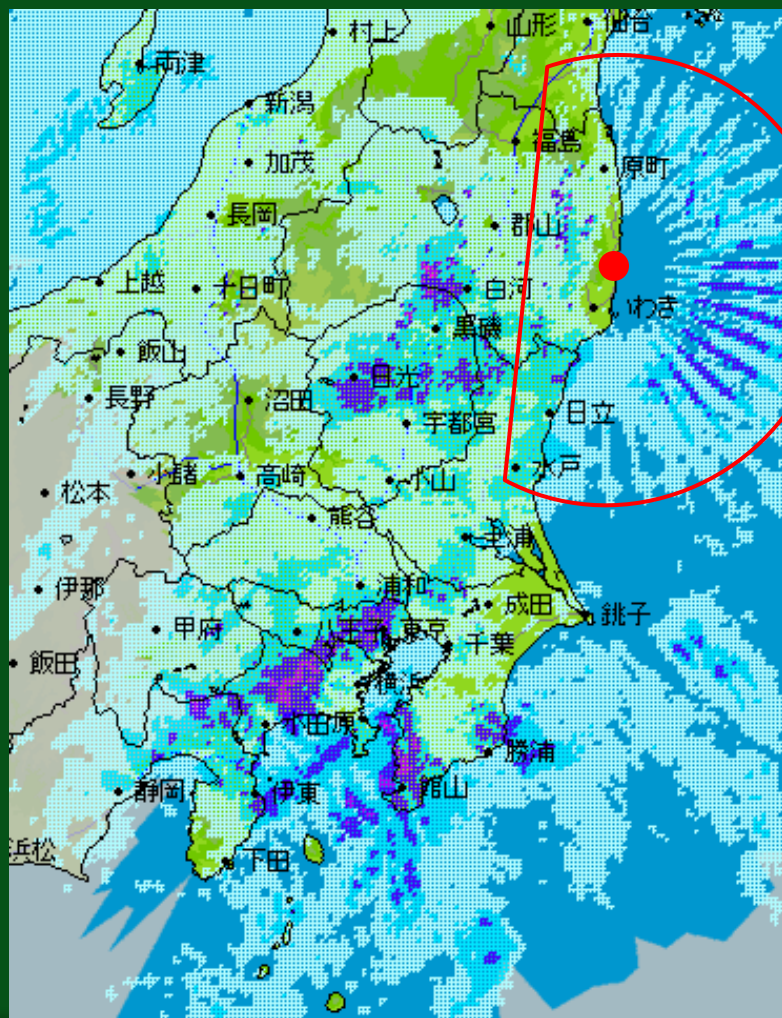 村上
山形
仙台
両津
新潟
福島
加茂
原町
長岡
郡山
上越
十日町
白河
いわき
黒磯
飯山
日光
長野
沼田
日立
宇都宮
水戸
小諸
高崎
小山
松本
熊谷
土浦
伊那
浦和
成田
銚子
甲府
八王子
東京
千葉
飯田
横浜
小田原
勝浦
静岡
伊東
館山
浜松
下田